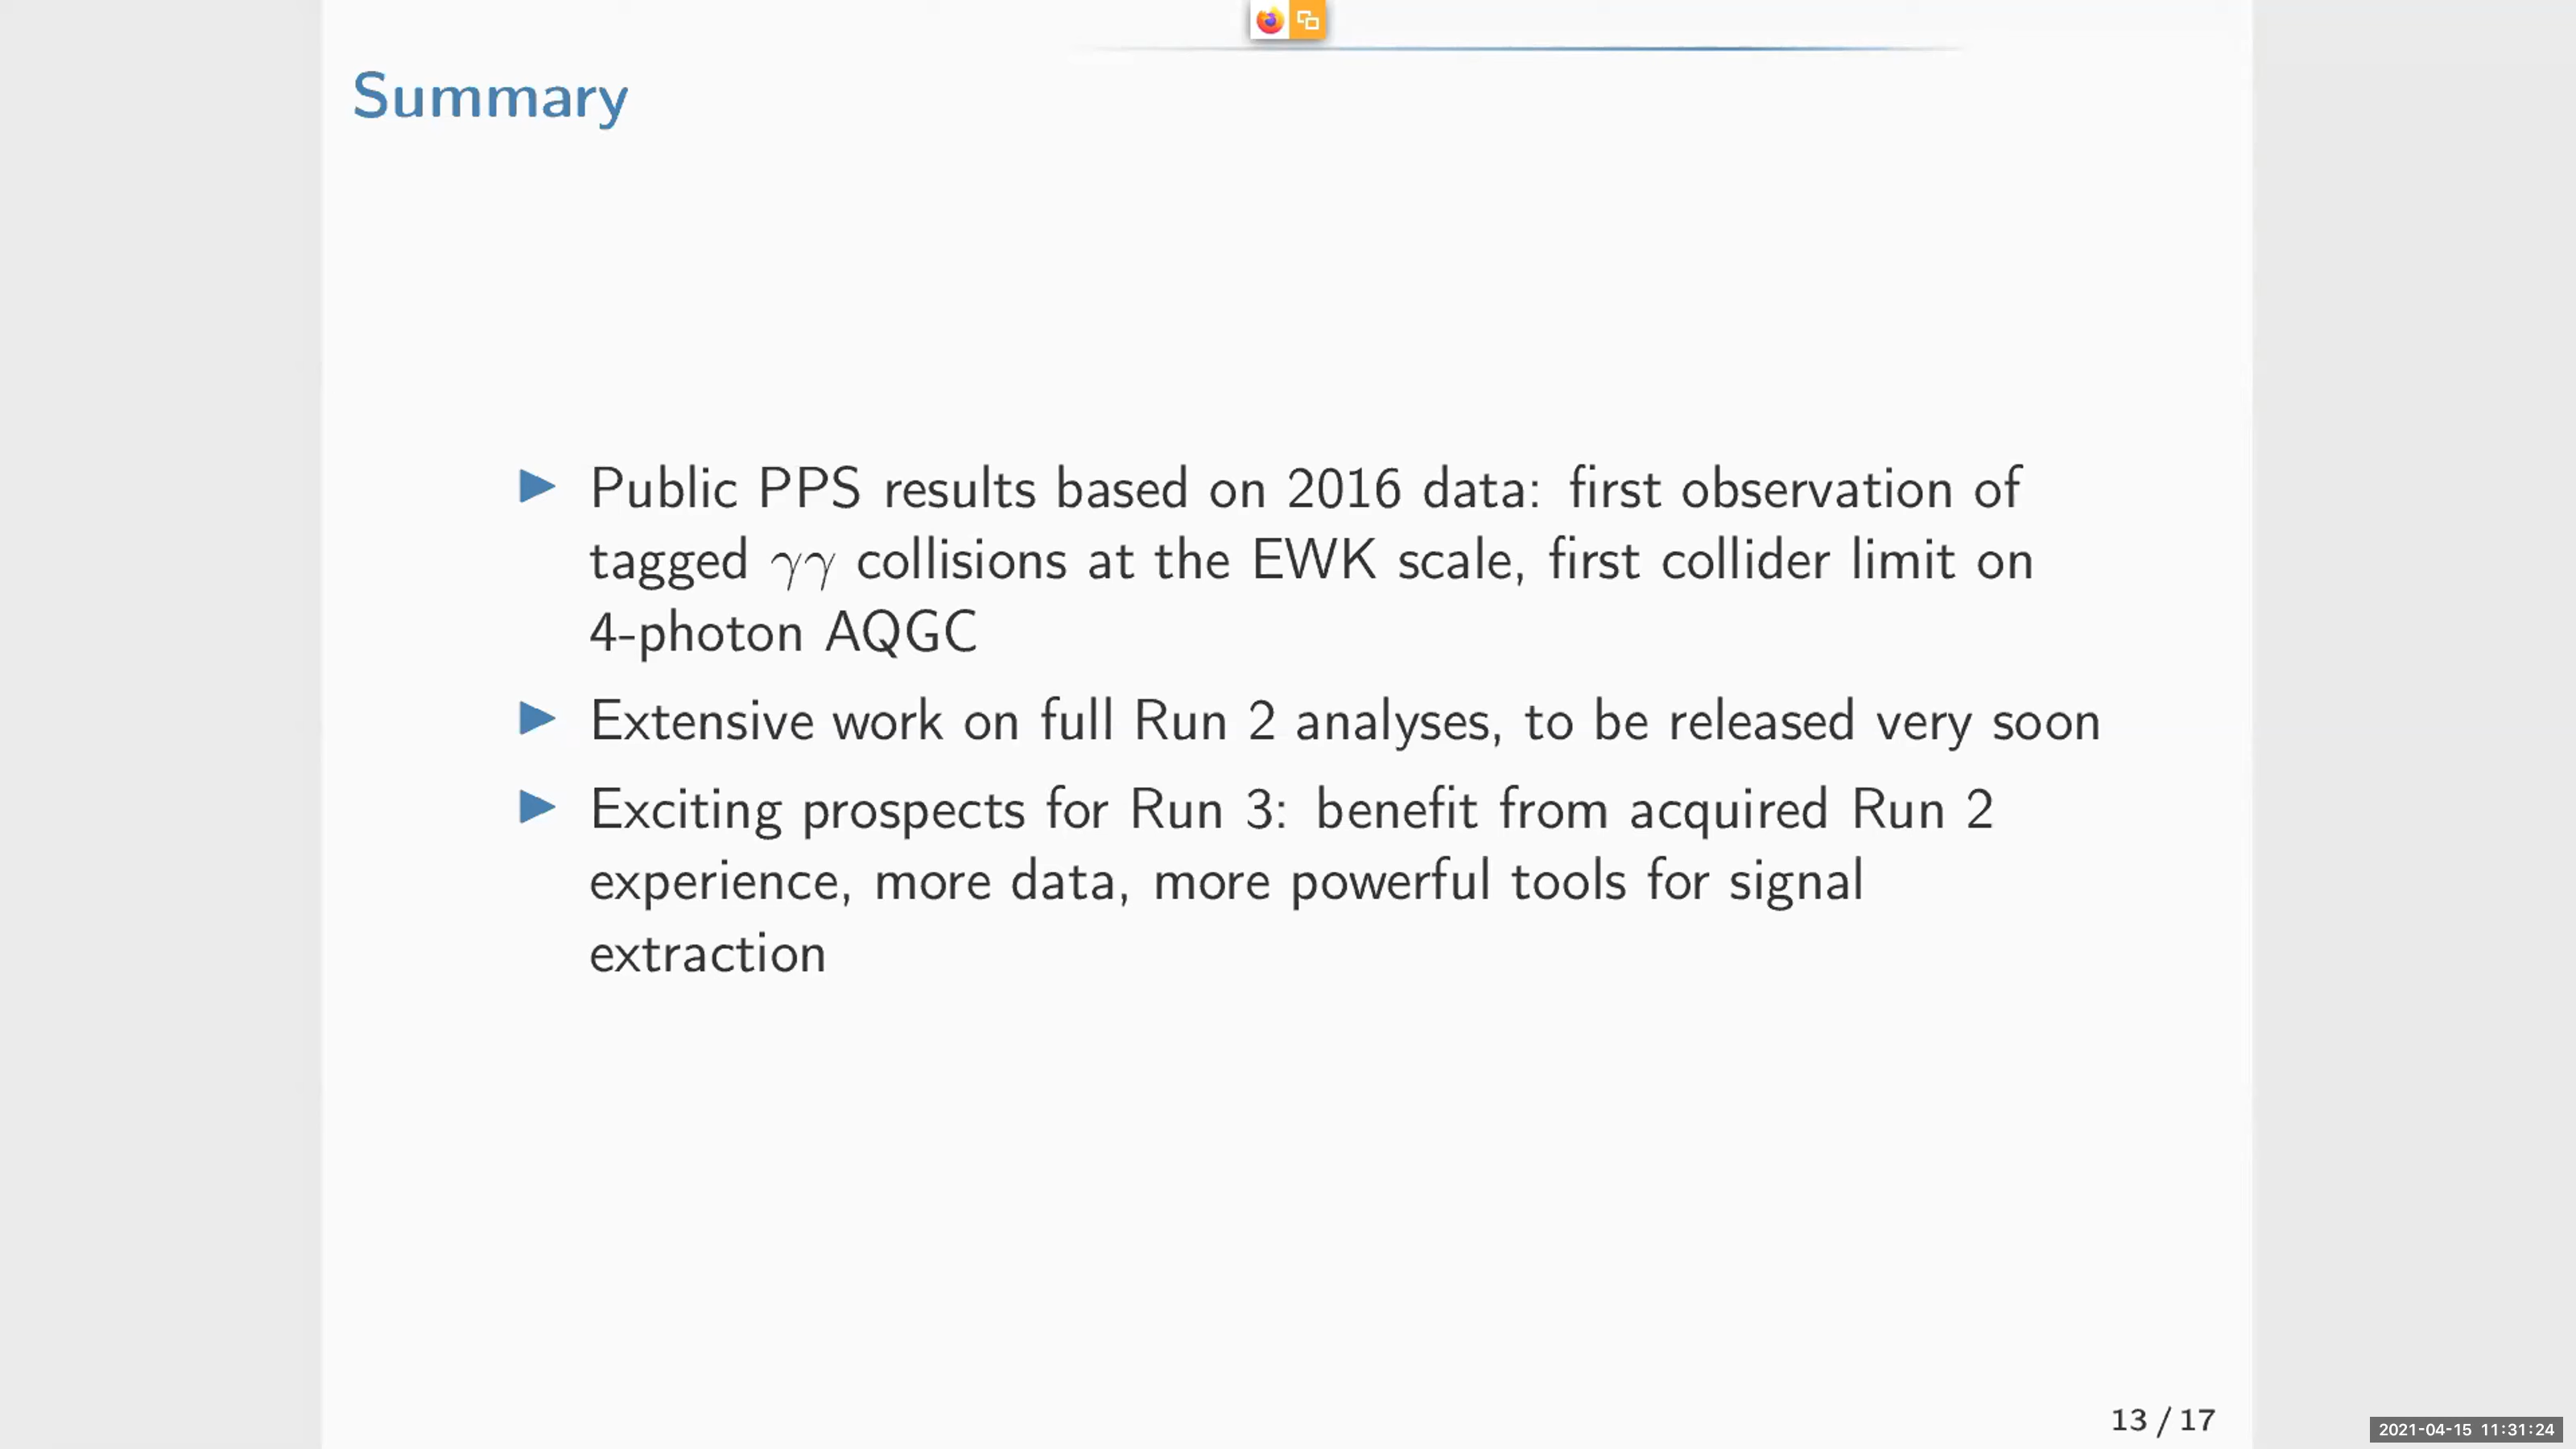 Summary
Public PPS results based on 2016 data: first observation of
tagged γγ collisions at the EWK scale, first collider limit on
4-photon AQGC
Extensive work on full Run 2 analyses, to be released very soon
Exciting prospects for Run 3: benefit from acquired Run 2
experience, more data, more powerful tools for signal
extraction
13 / 17
2021-04-15 11:31:24